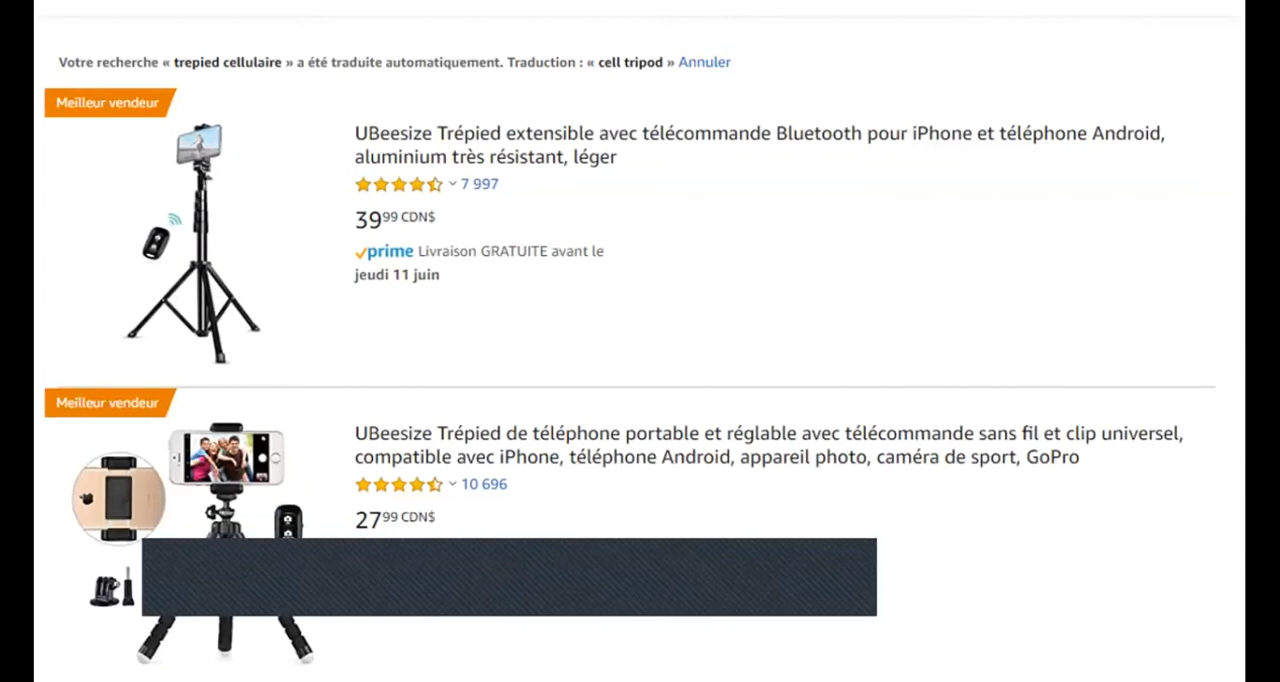 Votre recherche « trepied cellulaire » a été traduite automatiquement. Traduction : « cell tripod » Annuler
Meilleur vendeur
UBeesize Trépied extensible avec télécommande Bluetooth pour iPhone et téléphone Android,
aluminium très résistant, léger
7 997
39 99 CDN$
prime Livraison GRATUITE avant le
jeudi 11 juin
Meilleur vendeur
UBeesize Trépied de téléphone portable et réglable avec télécommande sans fil et clip universel,
compatible avec iPhone, téléphone Android, appareil photo, caméra de sport, GoPro
10 696
27 99 CDN$